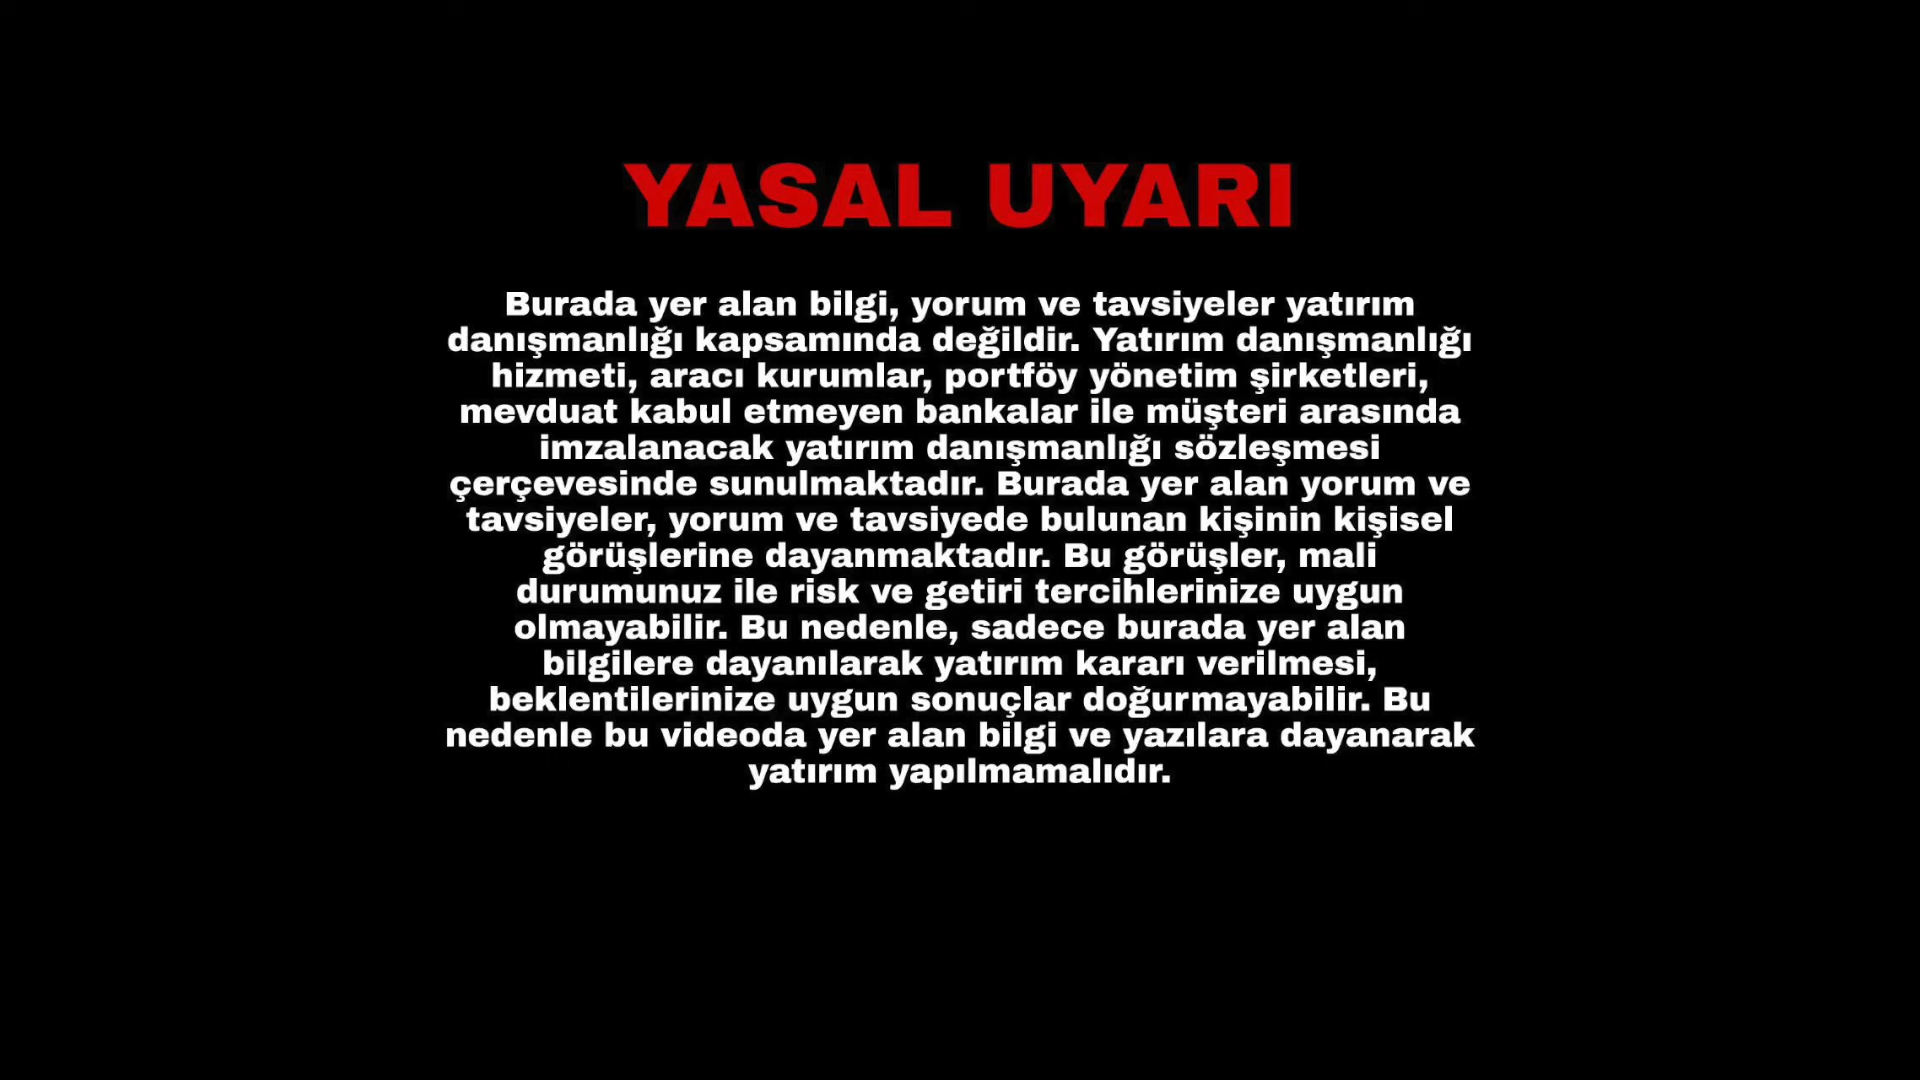 YASAL UYARI
Burada yer alan bilgi, yorum ve tavsiyeler yatırım
danışmanlığı kapsamında değildir. Yatırım danışmanlığı
hizmeti, aracı kurumlar, portföy yönetim şirketleri,
mevduat kabul etmeyen bankalar ile müşteri arasında
imzalanacak yatırım danışmanlığı sözleşmesi
çerçevesinde sunulmaktadır. Burada yer alan yorum ve
tavsiyeler, yorum ve tavsiyede bulunan kişinin kişisel
görüşlerine dayanmaktadır. Bu görüşler, mali
durumunuz ile risk ve getiri tercihlerinize uygun
olmayabilir. Bu nedenle, sadece burada yer alan
bilgilere dayanılarak yatırım kararı verilmesi,
beklentilerinize uygun sonuçlar doğurmayabilir. Bu
nedenle bu videoda yer alan bilgi ve yazılara dayanarak
yatırım yapılmamalıdır.